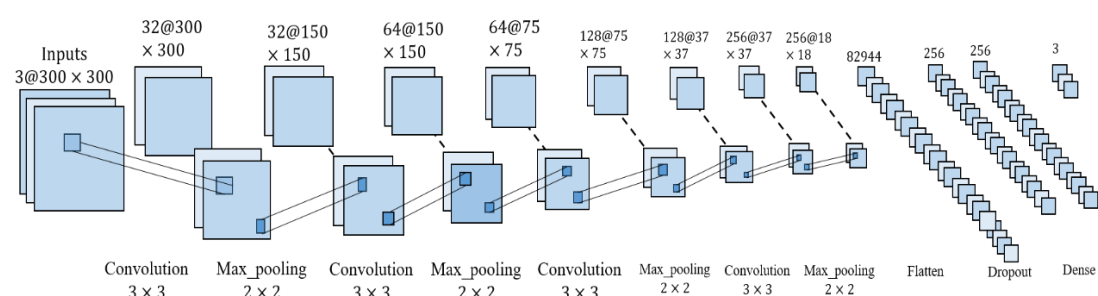 Inputs
3@300 × 300
32@300
× 300
32@150
× 150
64@150
× 150
64@75
× 75
128@75
× 75
128@37
× 37
256@37
× 37
256@18
× 18
82944
256
256
3
Convolution
3 × 3
Max_pooling
2 × 2
Convolution
3 × 3
Max_pooling
2 × 2
Convolution
3 × 3
Max_pooling
2 × 2
Convolution
3 × 3
Max_pooling
2 × 2
Flatten
Dropout
Dense